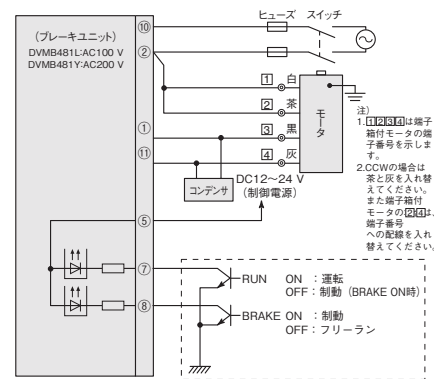 ヒューズ スイッチ
(ブレーキユニット)
DVMB481L:AC100 V
DVMB481Y:AC200 V
⑩
②
①
⑪
⑤
⑦
⑧
1 白
2 茶
3 黒
4 灰
モータ
コンデンサ
DC12〜24 V
(制御電源)
注)
1.1234は端子
箱付モータの端
子番号を示しま
す。
2.CCWの場合は
茶と灰を入れ替
えてください。
また端子箱付
モータの24は、
端子番号
への配線を入れ
替えてください。
RUN ON :運転
OFF:制動(BRAKE ON時)
BRAKE ON :制動
OFF:フリーラン